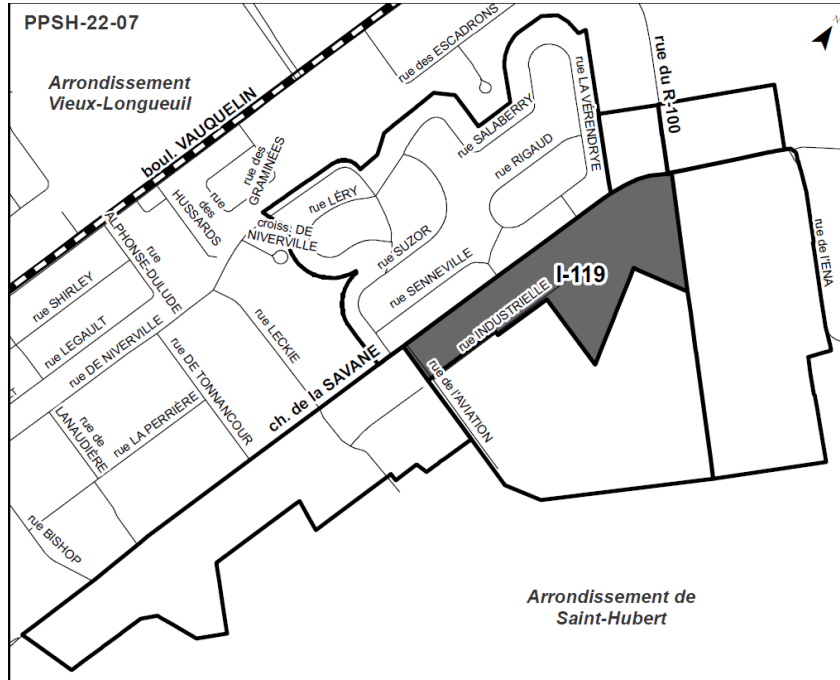 PPSH-22-07
N
Arrondissement
Vieux-Longueuil
boul. VAUQUELIN
rue des ESCADRONS
rue du R-100
rue LA VÉRENDRYE
rue SALABERRY
rue RIGAUD
rue des
GRAMINÉES
rue
des
HUSSARDS
rue LÉRY
croiss. DE
NIVERVILLE
rue SUZOR
rue SENNEVILLE
rue
ALPHONSE-DULUDE
rue SHIRLEY
rue LEGAULT
rue DE NIVERVILLE
rue LECKIE
I-119
rue INDUSTRIELLE
rue de l'ENA
rue DE TONNANCOUR
rue de
LANAUDIÈRE
rue LA PERRIÈRE
ch. de la SAVANE
rue de l'AVIATION
rue BISHOP
Arrondissement de
Saint-Hubert